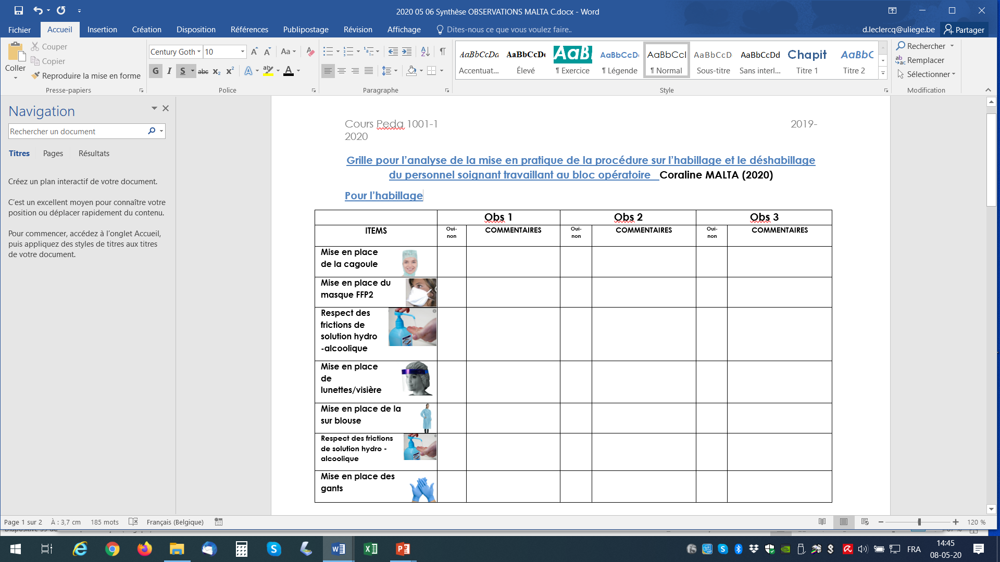 2020 05 06 Synthèse OBSERVATIONS MALTA C.docx - Word
Fichier Accueil Insertion Création Disposition Références Publipostage Révision Affichage Dites-nous ce que vous voulez faire.. d.leclercq@uliege.be Partager
Coller
Couper
Copier
Reproduire la mise en forme
Presse-papiers
Century Goth 10
Aa
G I S abc x₂ x²
Police
Paragraphe
AaBbCcDc AaBbCcDc AaB AaBbCcDc AaBbCcI AaBbCcD AaBbCcDd Chapit AaBbC
Accentuat... Élevé ¶ Exercice ¶ Légende ¶ Normal Sous-titre Sans interl... Titre 1 Titre 2
Style
Rechercher
Remplacer
Sélectionner
Modification
Navigation
Rechercher un document
Titres Pages Résultats
Créez un plan interactif de votre document.
C'est un excellent moyen pour connaître votre
position ou déplacer rapidement du contenu.
Pour commencer, accédez à l'onglet Accueil,
puis appliquez des styles de titres aux titres
de votre document.
Cours Peda 1001-1 2019-
2020
Grille pour l'analyse de la mise en pratique de la procédure sur l'habillage et le déshabillage
du personnel soignant travaillant au bloc opératoire Coraline MALTA (2020)
Pour l'habillage
Obs 1 Obs 2 Obs 3
ITEMS Oui- COMMENTAIRES Oui- COMMENTAIRES Oui- COMMENTAIRES
non non non
Mise en place
de la cagoule
Mise en place du
masque FFP2
Respect des
frictions de
solution hydro
-alcoolique
Mise en place
de
lunettes/visière
Mise en place de la
sur blouse
Respect des frictions
de solution hydro -
alcoolique
Mise en place des
gants
Page 1 sur 2 À : 3,7 cm 185 mots Français (Belgique) 120 %
FRA
14:45
08-05-20